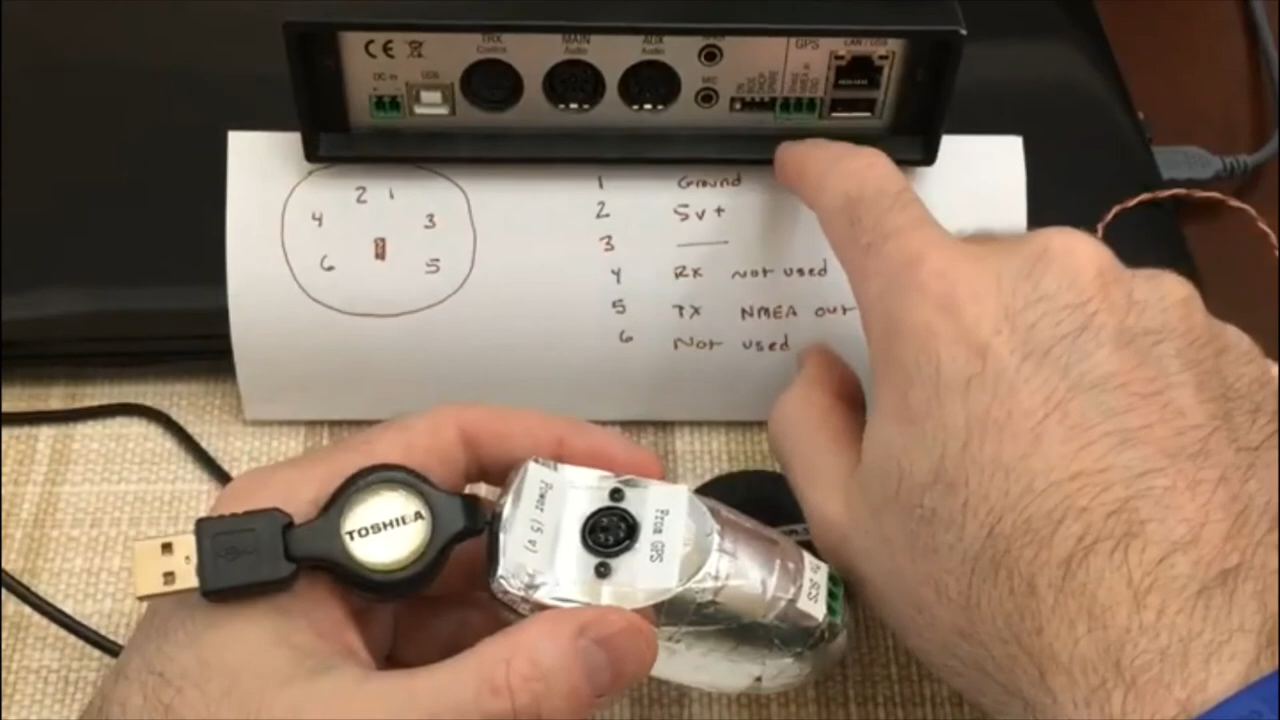 TRX
Control
MAIN
Audio
AUX
Audio
GPS
LAN / USB
CE
DC-in
USB
MIC
2 1
4 3
6 5
1 Ground
2 5v+
3 —
4 Rx Not used
5 TX NMEA out
6 Not used
TOSHIBA
Power (5 v)
From GPS